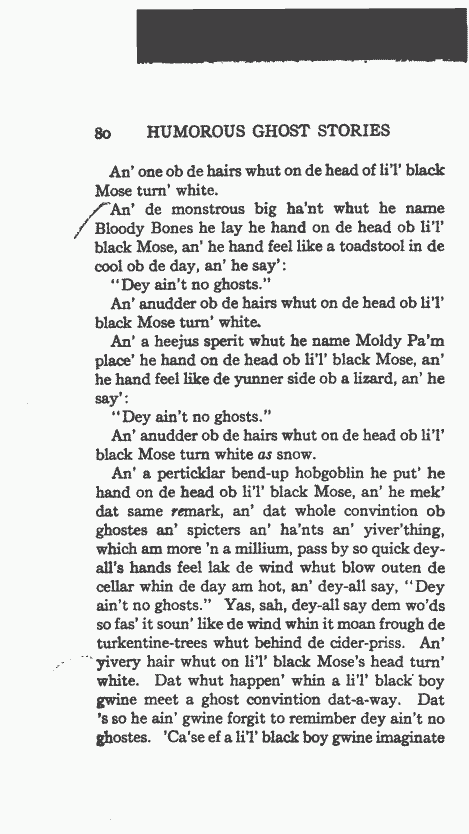 80 HUMOROUS GHOST STORIES
An' one ob de hairs whut on de head of li'l' black
Mose turn' white.
An' de monstrous big ha'nt whut he name
Bloody Bones he lay he hand on de head ob li'l'
black Mose, an' he hand feel like a toadstool in de
cool ob de day, an' he say':
"Dey ain't no ghosts."
An' anudder ob de hairs whut on de head ob li'l'
black Mose turn' white.
An' a heejus sperit whut he name Moldy Pa'm
place' he hand on de head ob li'l' black Mose, an'
he hand feel like de yunner side ob a lizard, an' he
say':
"Dey ain't no ghosts."
An' anudder ob de hairs whut on de head ob li'l'
black Mose turn white as snow.
An' a perticklar bend-up hobgoblin he put' he
hand on de head ob li'l' black Mose, an' he mek'
dat same remark, an' dat whole convintion ob
ghostes an' spicters an' ha'nts an' yiver'thing,
which am more 'n a millium, pass by so quick dey-
all's hands feel lak de wind whut blow outen de
cellar whin de day am hot, an' dey-all say, "Dey
ain't no ghosts." Yas, sah, dey-all say dem wo'ds
so fas' it soun' like de wind whin it moan frough de
turkentine-trees whut behind de cider-priss. An'
yivery hair whut on li'l' black Mose's head turn'
white. Dat whut happen' whin a li'l' black boy
gwine meet a ghost convintion dat-a-way. Dat
's so he ain' gwine forgit to remimber dey ain't no
ghostes. 'Ca'se ef a li'l' black boy gwine imaginate